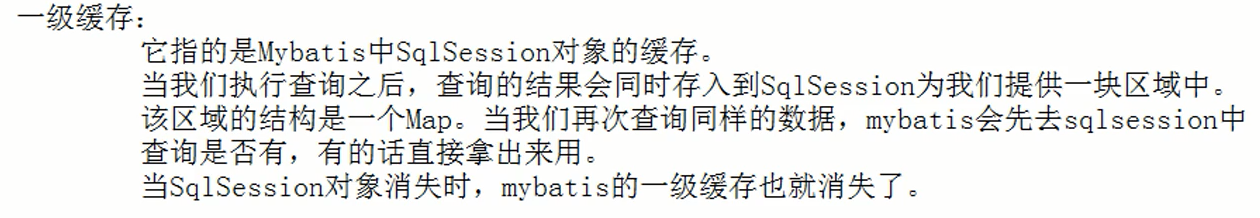 一级缓存：
它指的是Mybatis中SqlSession对象的缓存。
当我们执行查询之后，查询的结果会同时存入到SqlSession为我们提供一块区域中。
该区域的结构是一个Map。当我们再次查询同样的数据，mybatis会先去sqlsession中
查询是否有，有的话直接拿出来用。
当SqlSession对象消失时，mybatis的一级缓存也就消失了。